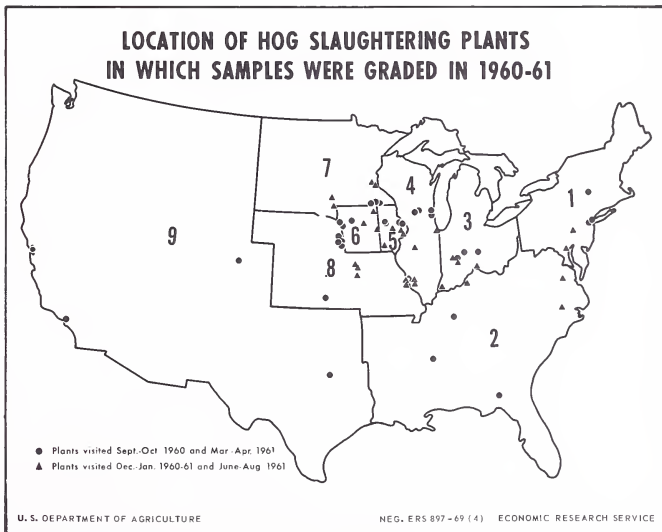 LOCATION OF HOG SLAUGHTERING PLANTS
IN WHICH SAMPLES WERE GRADED IN 1960-61
7
4
1
3
9
6
5
8
2
● Plants visited Sept.-Oct 1960 and Mar-Apr. 1961
▲ Plants visited Dec.-Jan. 1960-61 and June-Aug 1961
U. S. DEPARTMENT OF AGRICULTURE
NEG. ERS 897-69 (4) ECONOMIC RESEARCH SERVICE